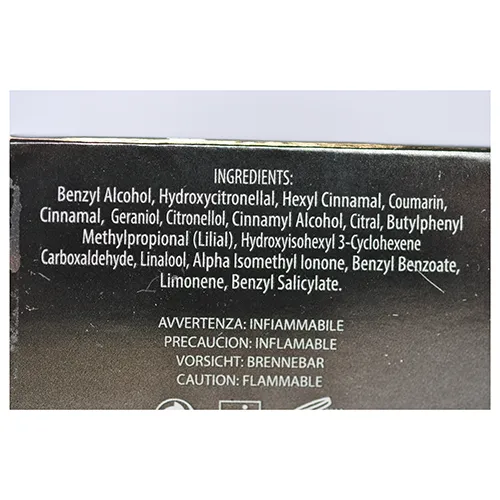 INGREDIENTS:
Benzyl Alcohol, Hydroxycitronellal, Hexyl Cinnamal, Coumarin,
Cinnamal, Geraniol, Citronellol, Cinnamyl Alcohol, Citral, Butylphenyl
Methylpropional (Lilial), Hydroxyisohexyl 3-Cyclohexene
Carboxaldehyde, Linalool, Alpha Isomethyl Ionone, Benzyl Benzoate,
Limonene, Benzyl Salicylate.
AVVERTENZA: INFIAMMABILE
PRECAUCION: INFLAMABLE
VORSICHT: BRENNEBAR
CAUTION: FLAMMABLE